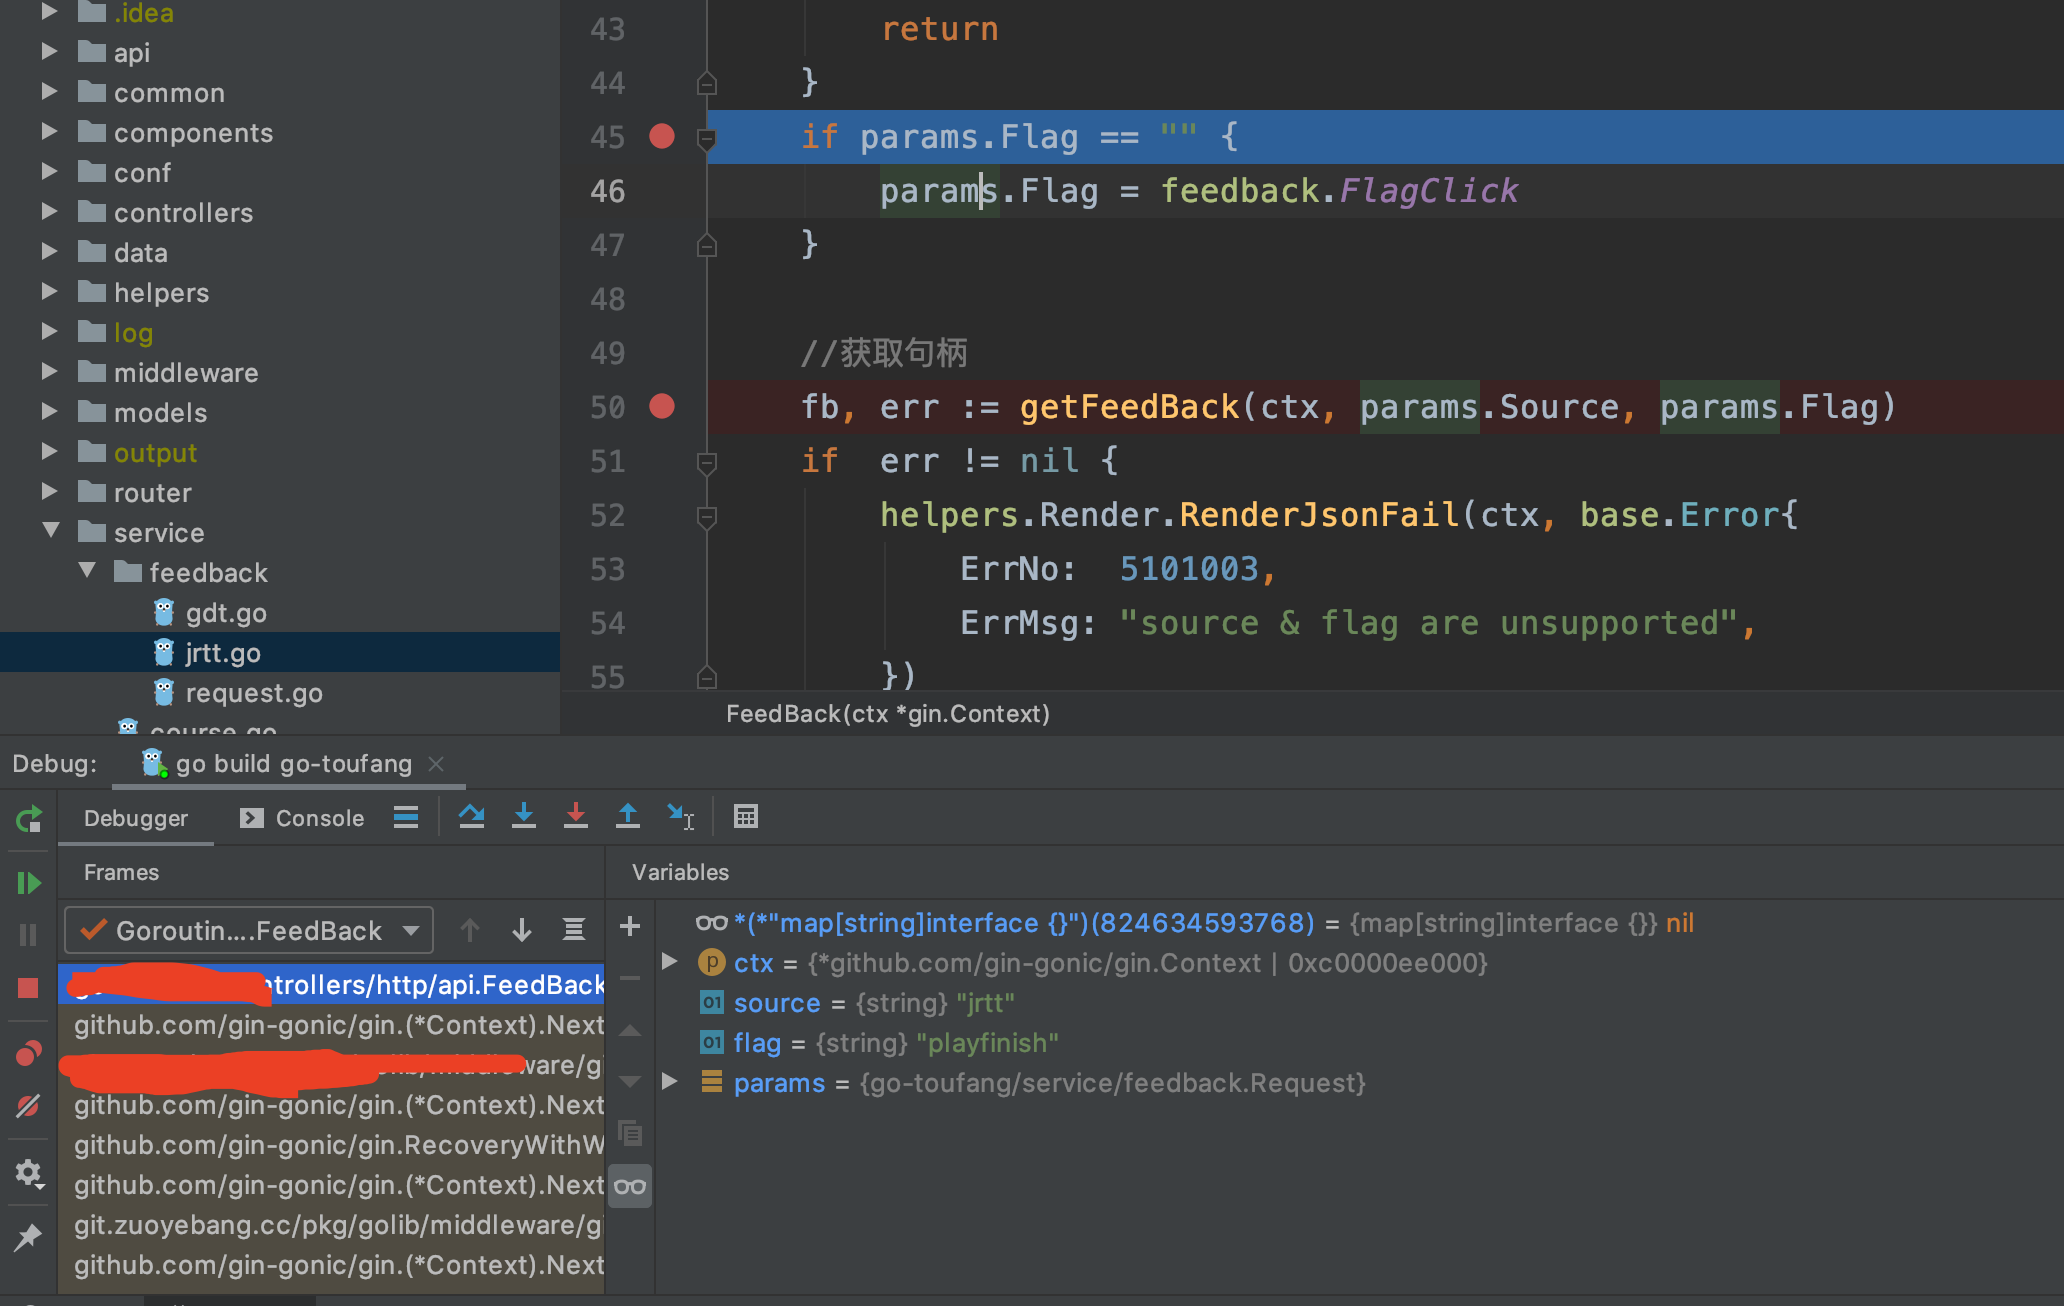 .idea
api
common
components
conf
controllers
data
helpers
log
middleware
models
output
router
service
feedback
gdt.go
jrtt.go
request.go
course.go
43 return
44 }
45 if params.Flag == "" {
46 params.Flag = feedback.FlagClick
47 }
48
49 //获取句柄
50 fb, err := getFeedBack(ctx, params.Source, params.Flag)
51 if err != nil {
52 helpers.Render.RenderJsonFail(ctx, base.Error{
53 ErrNo: 5101003,
54 ErrMsg: "source & flag are unsupported",
55 })
FeedBack(ctx *gin.Context)
Debug: go build go-toufang
Debugger Console
Frames
Goroutin....FeedBack
ntrollers/http/api.FeedBack
github.com/gin-gonic/gin.(*Context).Next
olib/middleware/gi
github.com/gin-gonic/gin.(*Context).Next
github.com/gin-gonic/gin.RecoveryWithW
github.com/gin-gonic/gin.(*Context).Next
git.zuoyebang.cc/pkg/golib/middleware/gi
github.com/gin-gonic/gin.(*Context).Next
Variables
*(*"map[string]interface {}")(824634593768) = {map[string]interface {}} nil
ctx = {*github.com/gin-gonic/gin.Context | 0xc0000ee000}
source = {string} "jrtt"
flag = {string} "playfinish"
params = {go-toufang/service/feedback.Request}